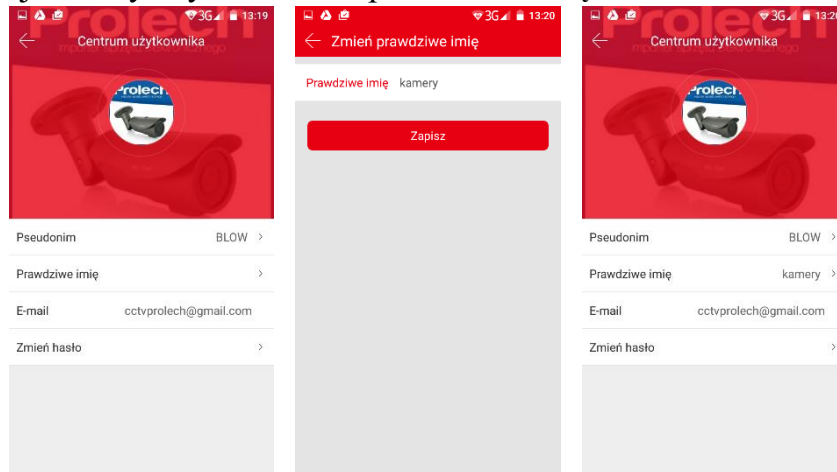 3G 13:19
Centrum użytkownika
Prolech
Pseudonim BLOW
Prawdziwe imię
E-mail cctvprolech@gmail.com
Zmień hasło
3G 13:20
Zmień prawdziwe imię
Prawdziwe imię kamery
Zapisz
3G 13:20
Centrum użytkownika
Prolech
Pseudonim BLOW
Prawdziwe imię kamery
E-mail cctvprolech@gmail.com
Zmień hasło